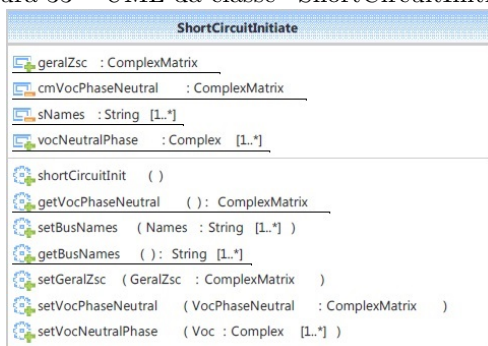 ShortCircuitInitiate
geralZsc : ComplexMatrix
cmVocPhaseNeutral : ComplexMatrix
sNames : String [1..*]
vocNeutralPhase : Complex [1..*]
shortCircuitInit ( )
getVocPhaseNeutral ( ) : ComplexMatrix
setBusNames ( Names : String [1..*] )
getBusNames ( ) : String [1..*]
setGeralZsc ( GeralZsc : ComplexMatrix )
setVocPhaseNeutral ( VocPhaseNeutral : ComplexMatrix )
setVocNeutralPhase ( Voc : Complex [1..*] )